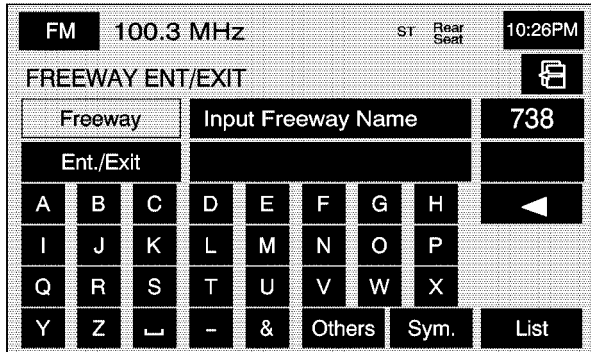 FM 100.3 MHz ST Rear Seat 10:26PM
FREEWAY ENT/EXIT
Freeway Input Freeway Name 738
Ent./Exit
A B C D E F G H
I J K L M N O P
Q R S T U V W X
Y Z ⎵ - & Others Sym. List